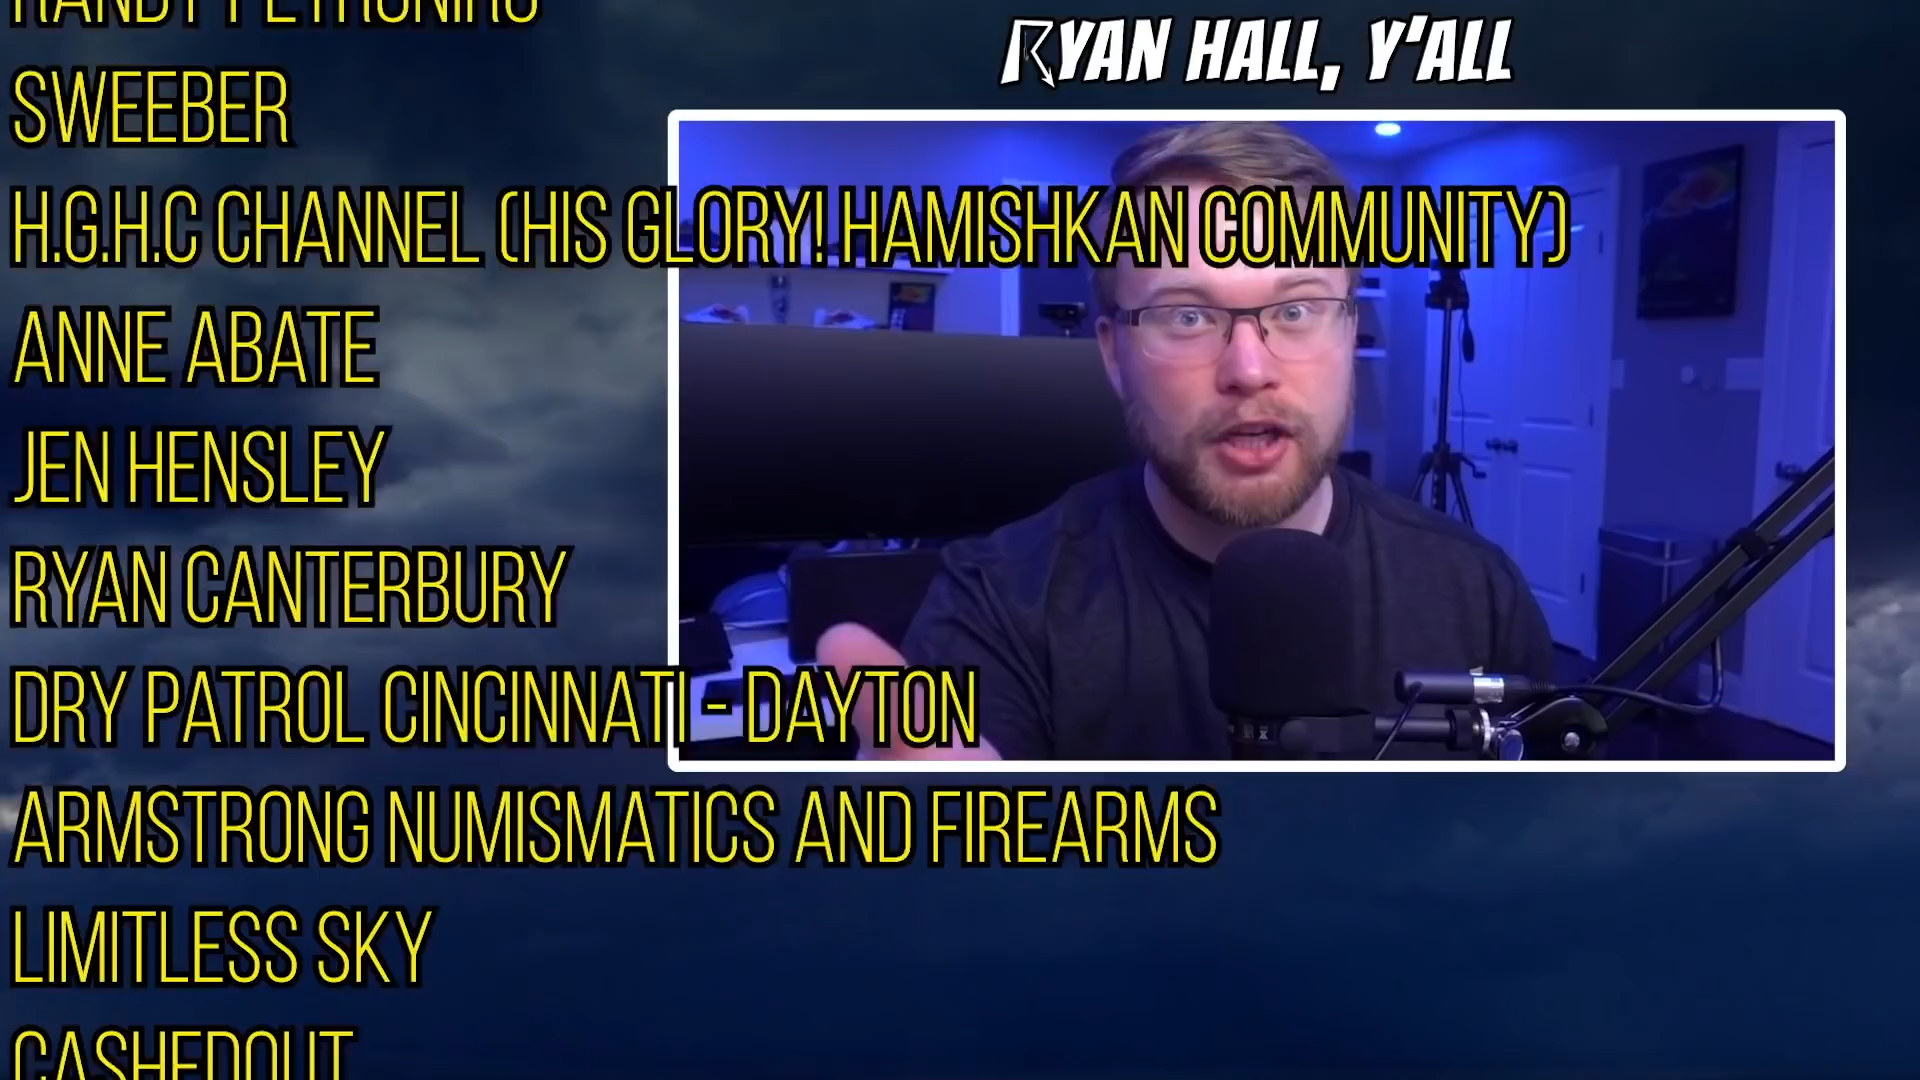 RYAN HALL, Y'ALL
SWEEBER
H.G.H.C CHANNEL (HIS GLORY! HAMISHKAN COMMUNITY)
ANNE ABATE
JEN HENSLEY
RYAN CANTERBURY
DRY PATROL CINCINNATI - DAYTON
ARMSTRONG NUMISMATICS AND FIREARMS
LIMITLESS SKY
CASHEDOUT